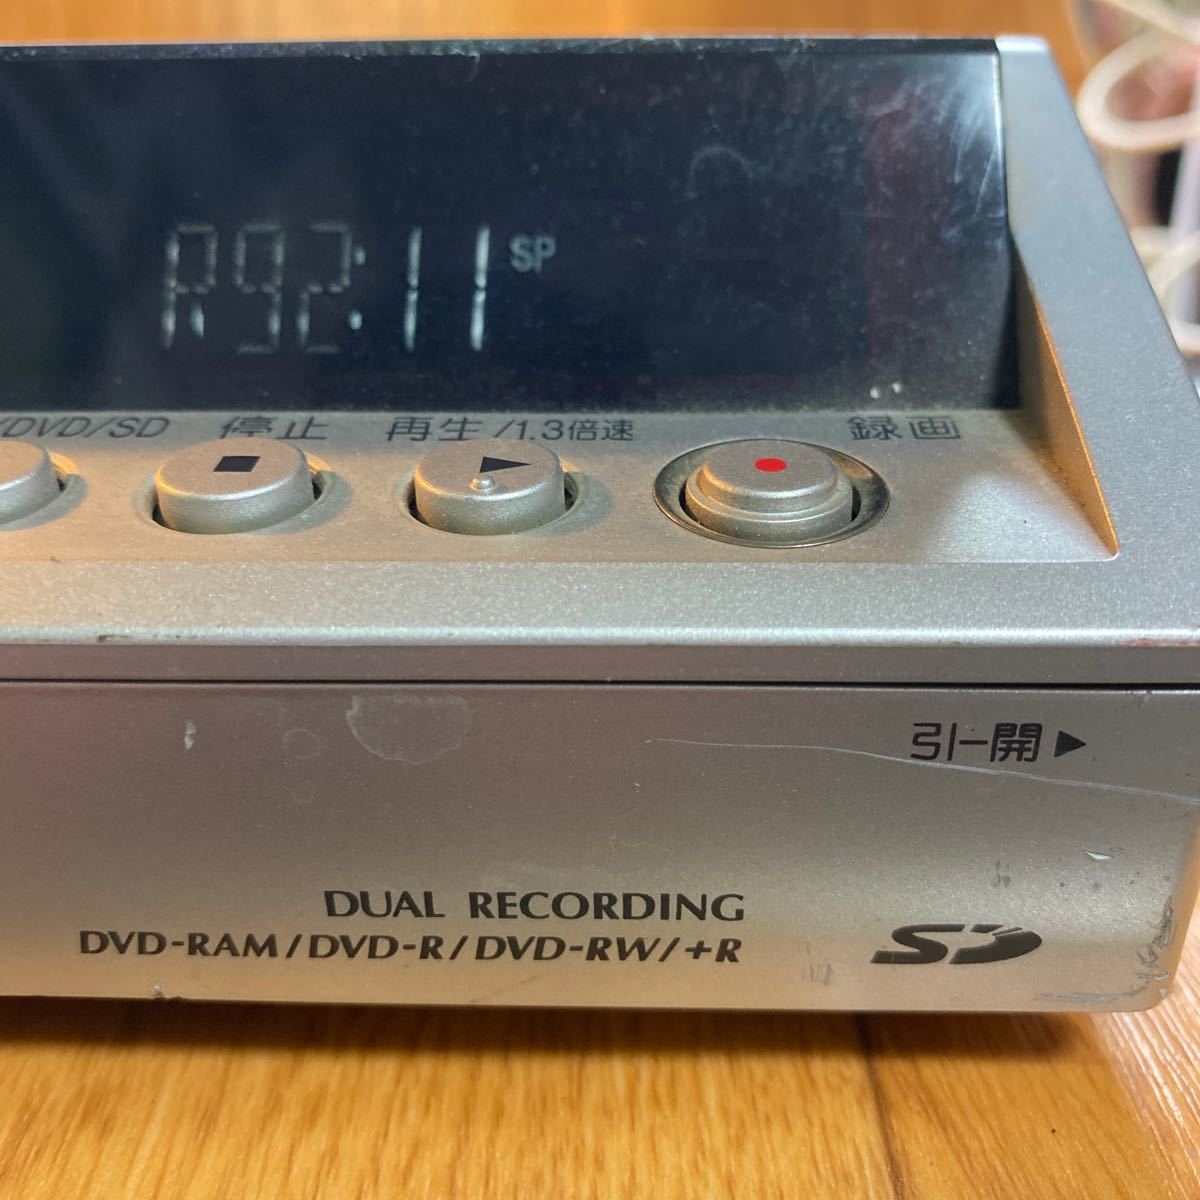 R92:11 SP
/DVD/SD 停止 再生/1.3倍速 録画
引−開▶
DUAL RECORDING
DVD-RAM/DVD-R/DVD-RW/+R
SD